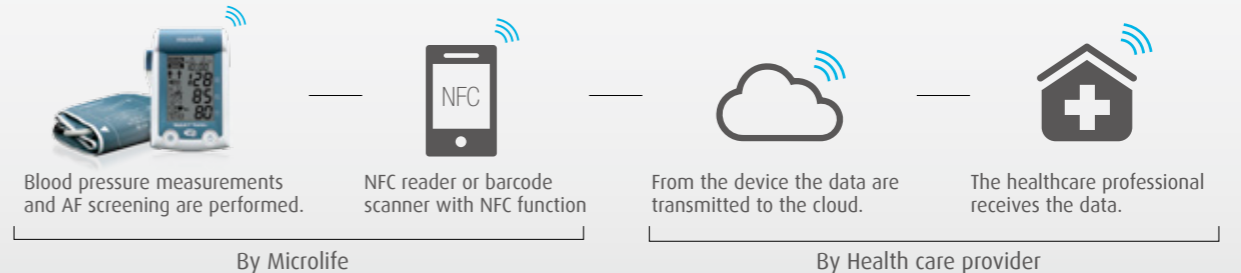 microlife
128
85
80
NFC
Blood pressure measurements
and AF screening are performed.
NFC reader or barcode
scanner with NFC function
From the device the data are
transmitted to the cloud.
The healthcare professional
receives the data.
By Microlife
By Health care provider